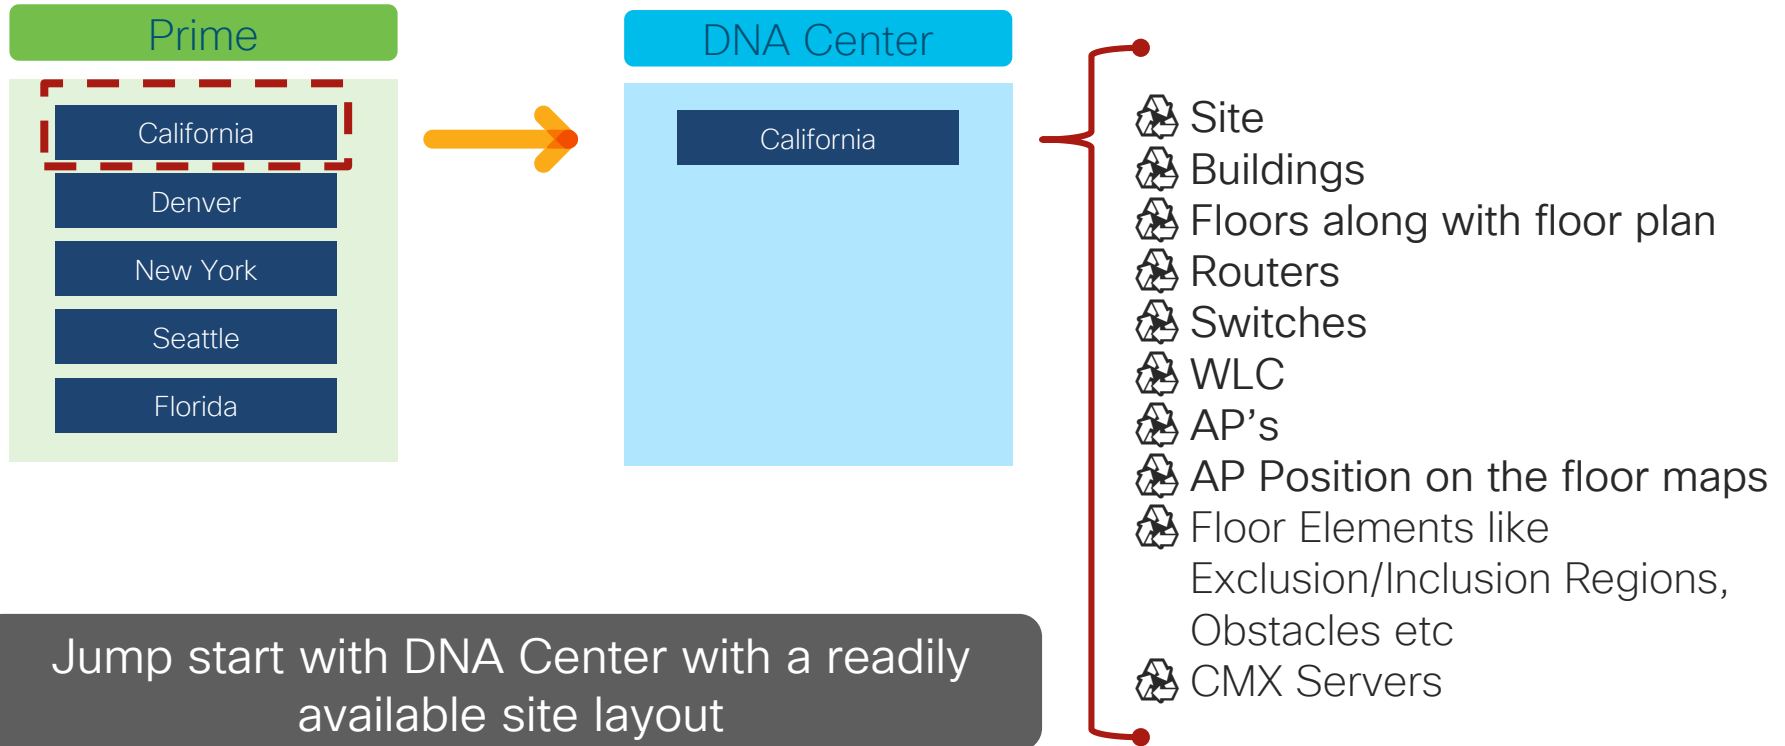 Prime
California
Denver
New York
Seattle
Florida
DNA Center
California
Site
Buildings
Floors along with floor plan
Routers
Switches
WLC
AP’s
AP Position on the floor maps
Floor Elements like
Exclusion/Inclusion Regions,
Obstacles etc
CMX Servers
Jump start with DNA Center with a readily
available site layout